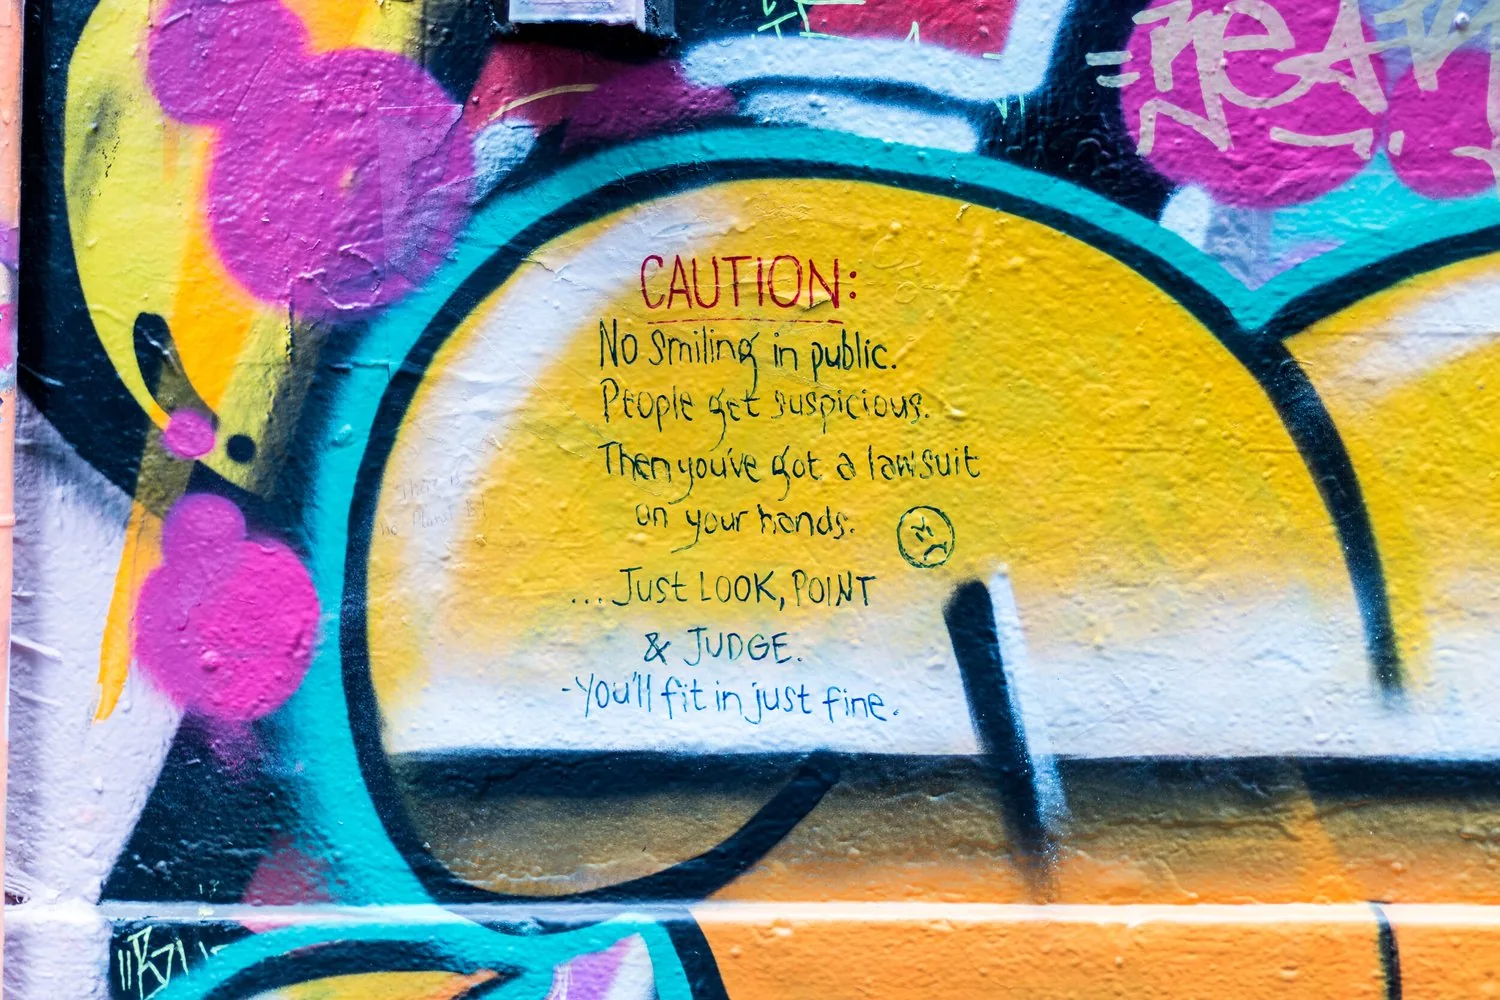 CAUTION:
No smiling in public.
People get suspicious.
Then you've got a lawsuit
on your hands.
...Just LOOK, POINT
& JUDGE.
-You'll fit in just fine.